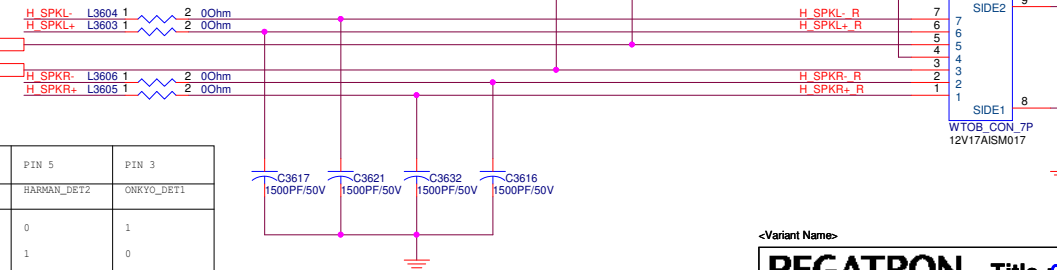 9
SIDE2
H_SPKL- L3604 1 2 0Ohm H_SPKL-_R 7 7
H_SPKL+ L3603 1 2 0Ohm H_SPKL+_R 6 6
5 5
4 4
3 3
H_SPKR- L3606 1 2 0Ohm H_SPKR-_R 2 2
H_SPKR+ L3605 1 2 0Ohm H_SPKR+_R 1 1
SIDE1 8
WTOB_CON_7P
12V17AISM017
PIN 5 PIN 3
HARMAN_DET2 ONKYO_DET1
0 1
1 0
C3617 C3621 C3632 C3616
1500PF/50V 1500PF/50V 1500PF/50V 1500PF/50V
<Variant Name>
PEGATRON Title